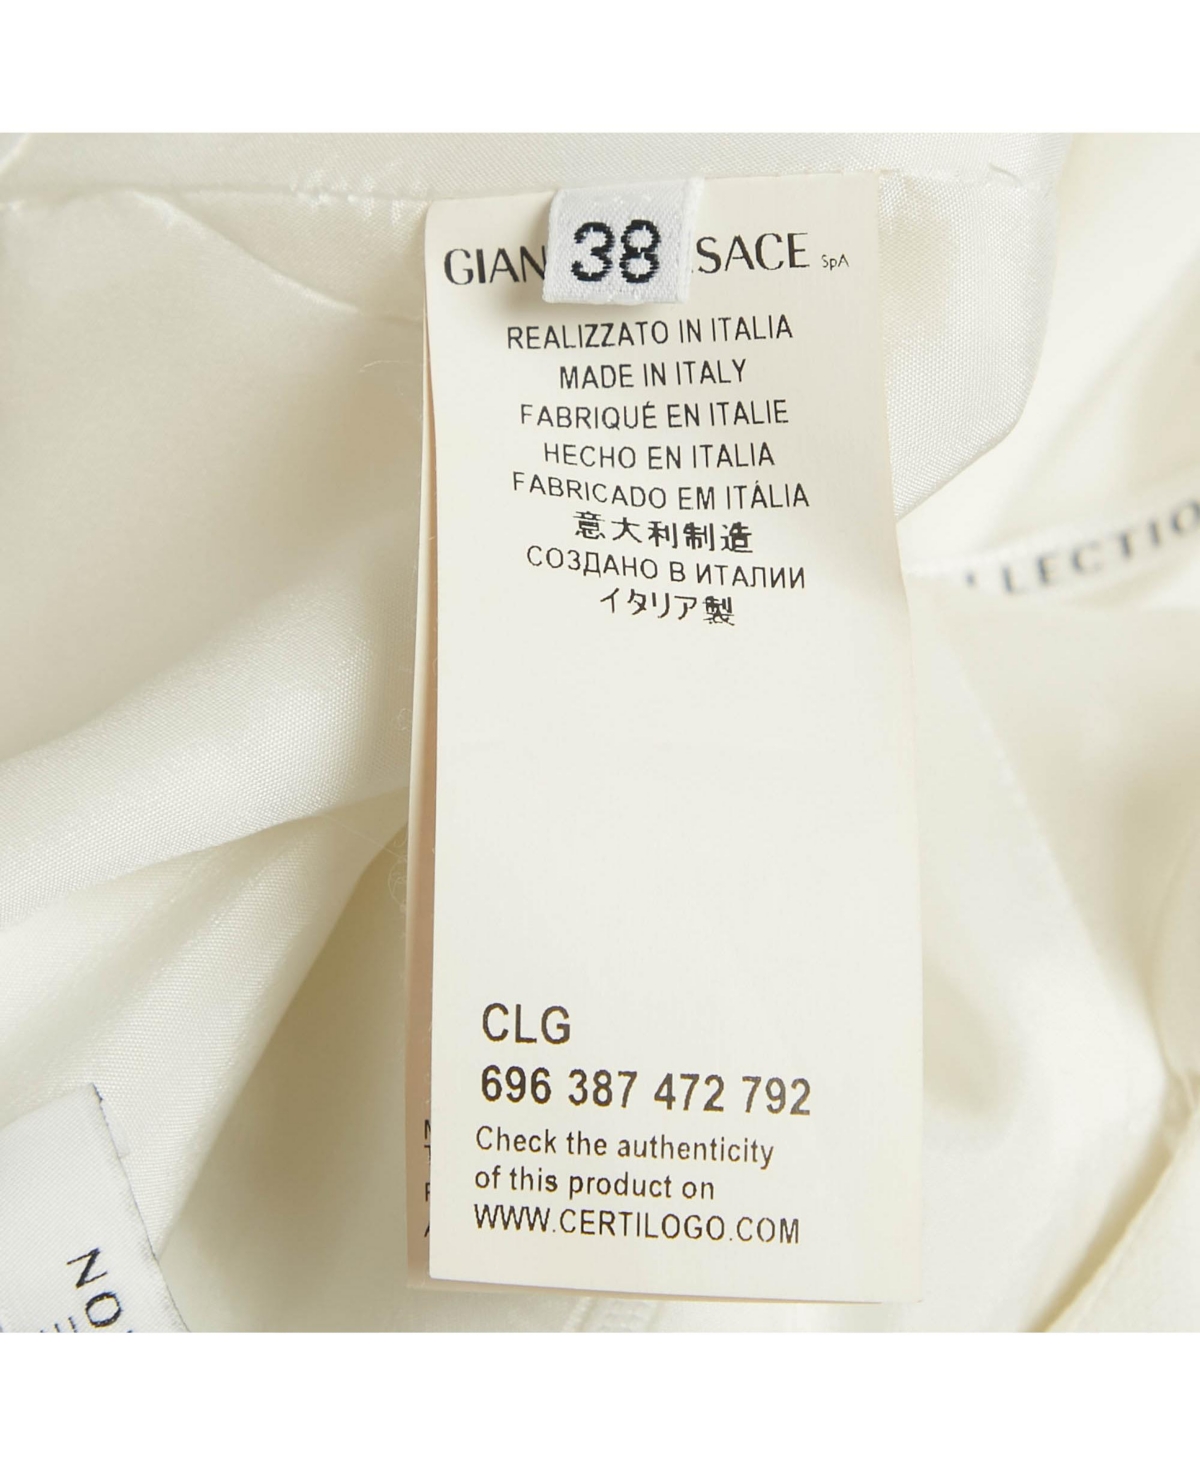 38
GIAN SACE SpA
REALIZZATO IN ITALIA
MADE IN ITALY
FABRIQUÉ EN ITALIE
HECHO EN ITALIA
FABRICADO EM ITÁLIA
意大利制造
СОЗДАНО В ИТАЛИИ
イタリア製
LECTIO
CLG
696 387 472 792
Check the authenticity
of this product on
WWW.CERTILOGO.COM
NO